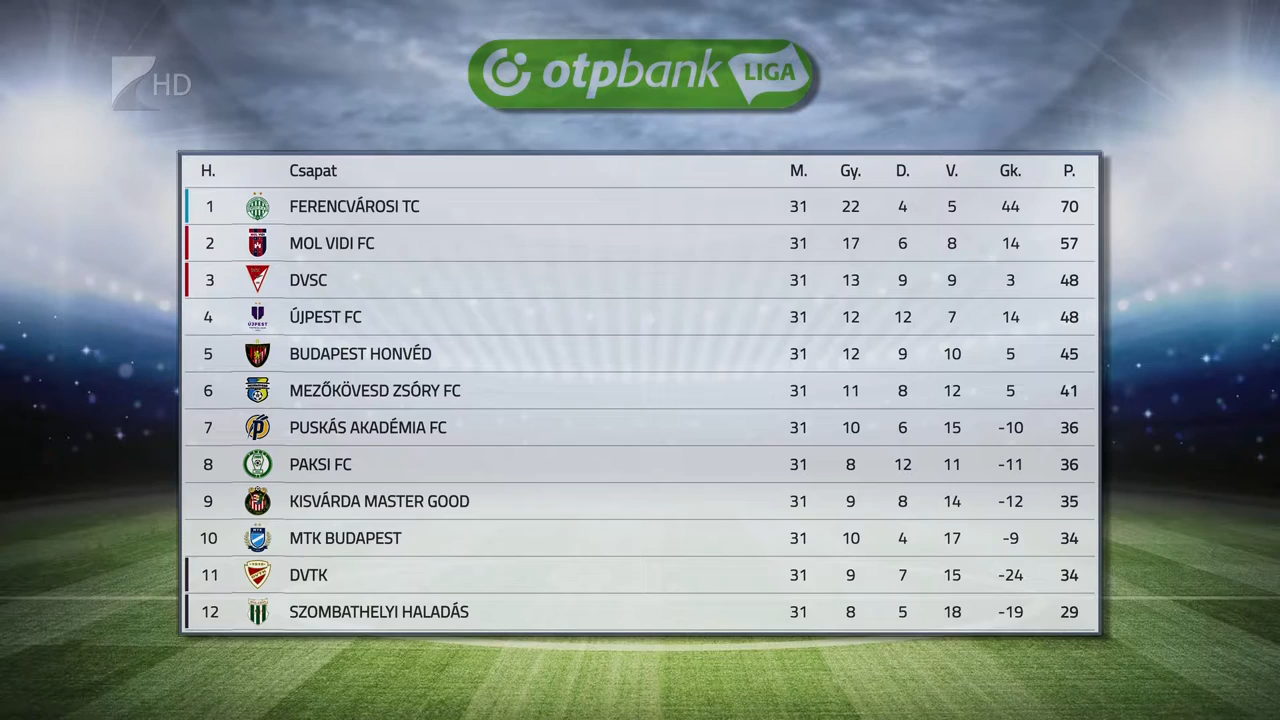 HD
otpbank LIGA
H. Csapat M. Gy. D. V. Gk. P.
1 FERENCVÁROSI TC 31 22 4 5 44 70
2 MOL VIDI FC 31 17 6 8 14 57
3 DVSC 31 13 9 9 3 48
4 ÚJPEST FC 31 12 12 7 14 48
5 BUDAPEST HONVÉD 31 12 9 10 5 45
6 MEZŐKÖVESD ZSÓRY FC 31 11 8 12 5 41
7 PUSKÁS AKADÉMIA FC 31 10 6 15 -10 36
8 PAKSI FC 31 8 12 11 -11 36
9 KISVÁRDA MASTER GOOD 31 9 8 14 -12 35
10 MTK BUDAPEST 31 10 4 17 -9 34
11 DVTK 31 9 7 15 -24 34
12 SZOMBATHELYI HALADÁS 31 8 5 18 -19 29